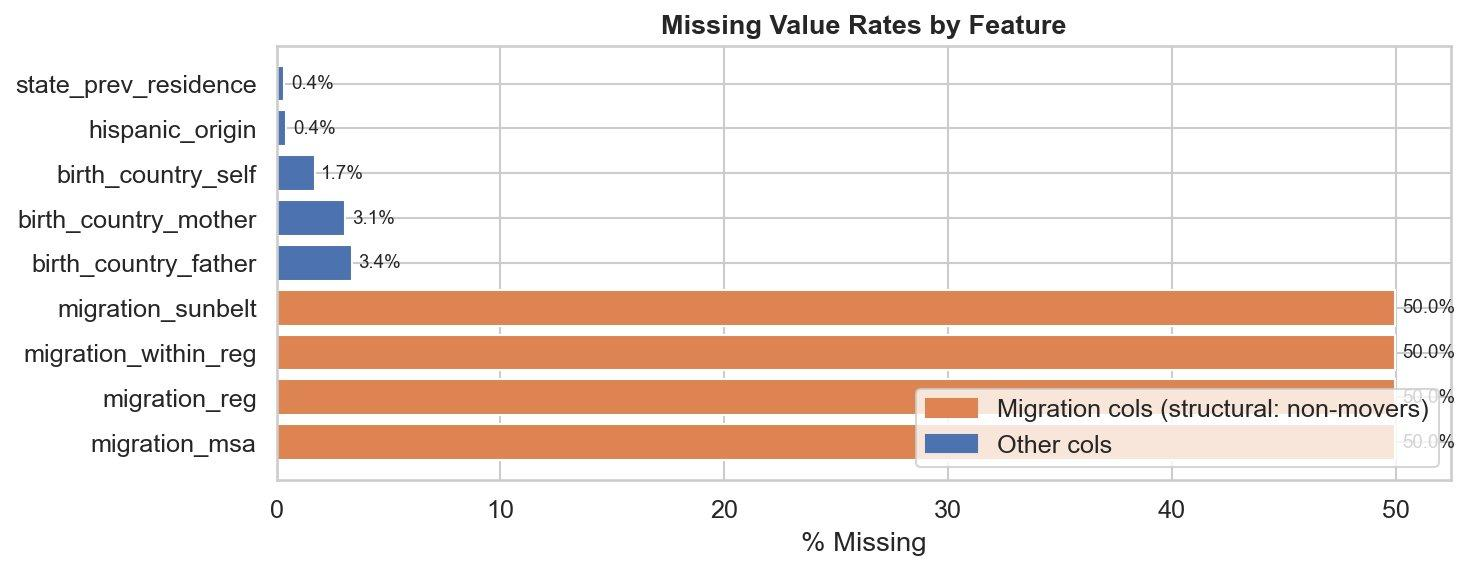 Missing Value Rates by Feature
state_prev_residence 0.4%
hispanic_origin 0.4%
birth_country_self 1.7%
birth_country_mother 3.1%
birth_country_father 3.4%
migration_sunbelt 50.0%
migration_within_reg 50.0%
migration_reg 50.0%
migration_msa 50.0%
Migration cols (structural: non-movers)
Other cols
0 10 20 30 40 50
% Missing